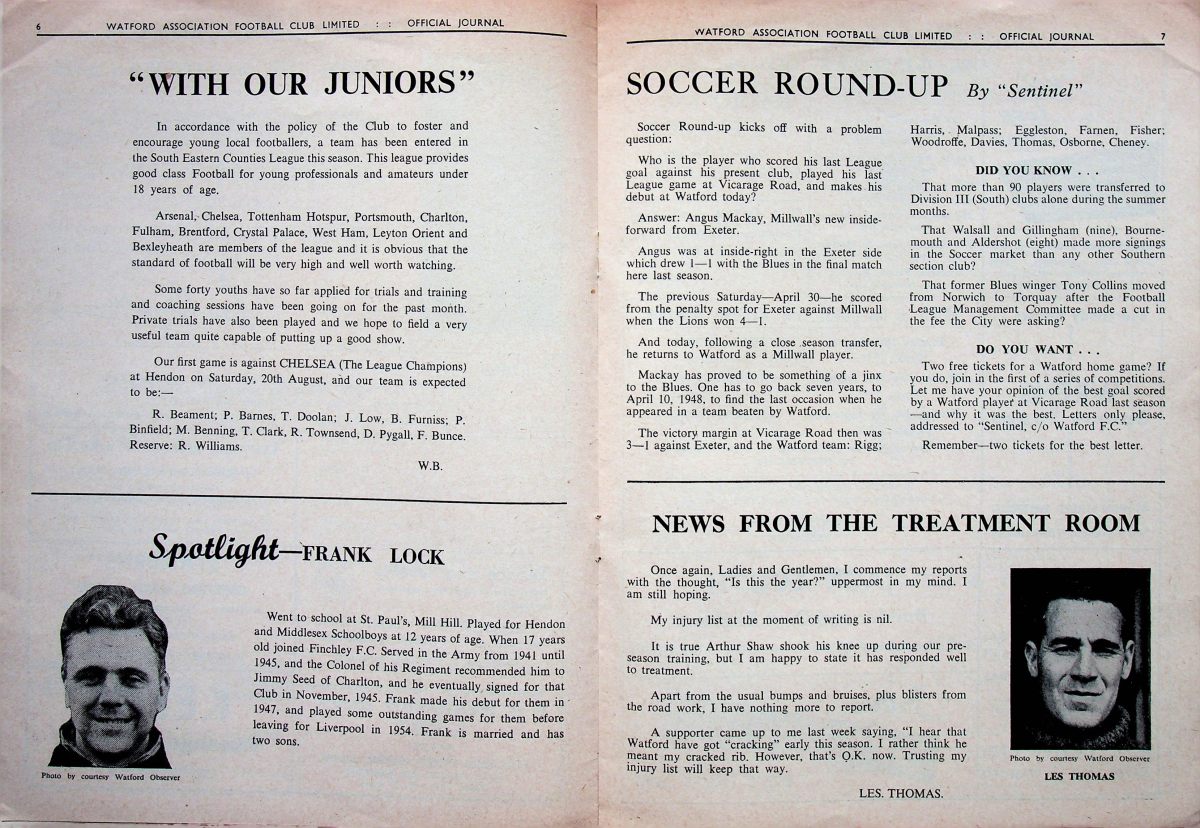 6 WATFORD ASSOCIATION FOOTBALL CLUB LIMITED : : OFFICIAL JOURNAL
“WITH OUR JUNIORS”
In accordance with the policy of the Club to foster and
encourage young local footballers, a team has been entered in
the South Eastern Counties League this season. This league provides
good class Football for young professionals and amateurs under
18 years of age.
Arsenal, Chelsea, Tottenham Hotspur, Portsmouth, Charlton,
Fulham, Brentford, Crystal Palace, West Ham, Leyton Orient and
Bexleyheath are members of the league and it is obvious that the
standard of football will be very high and well worth watching.
Some forty youths have so far applied for trials and training
and coaching sessions have been going on for the past month.
Private trials have also been played and we hope to field a very
useful team quite capable of putting up a good show.
Our first game is against CHELSEA (The League Champions)
at Hendon on Saturday, 20th August, and our team is expected
to be:—
R. Beament; P. Barnes, T. Doolan; J. Low, B. Furniss; P.
Binfield; M. Benning, T. Clark, R. Townsend, D. Pygall, F. Bunce.
Reserve: R. Williams.
W.B.
Spotlight—FRANK LOCK
Went to school at St. Paul's, Mill Hill. Played for Hendon
and Middlesex Schoolboys at 12 years of age. When 17 years
old joined Finchley F.C. Served in the Army from 1941 until
1945, and the Colonel of his Regiment recommended him to
Jimmy Seed of Charlton, and he eventually signed for that
Club in November, 1945. Frank made his debut for them in
1947, and played some outstanding games for them before
leaving for Liverpool in 1954. Frank is married and has
two sons.
Photo by courtesy Watford Observer
WATFORD ASSOCIATION FOOTBALL CLUB LIMITED : : OFFICIAL JOURNAL 7
SOCCER ROUND-UP By “Sentinel”
Soccer Round-up kicks off with a problem
question:
Who is the player who scored his last League
goal against his present club, played his last
League game at Vicarage Road, and makes his
debut at Watford today?
Answer: Angus Mackay, Millwall's new inside-
forward from Exeter.
Angus was at inside-right in the Exeter side
which drew 1—1 with the Blues in the final match
here last season.
The previous Saturday—April 30—he scored
from the penalty spot for Exeter against Millwall
when the Lions won 4—1.
And today, following a close season transfer,
he returns to Watford as a Millwall player.
Mackay has proved to be something of a jinx
to the Blues. One has to go back seven years, to
April 10, 1948, to find the last occasion when he
appeared in a team beaten by Watford.
The victory margin at Vicarage Road then was
3—1 against Exeter, and the Watford team: Rigg;
Harris, Malpass; Eggleston, Farnen, Fisher;
Woodroffe, Davies, Thomas, Osborne, Cheney.
DID YOU KNOW . . .
That more than 90 players were transferred to
Division III (South) clubs alone during the summer
months.
That Walsall and Gillingham (nine), Bourne-
mouth and Aldershot (eight) made more signings
in the Soccer market than any other Southern
section club?
That former Blues winger Tony Collins moved
from Norwich to Torquay after the Football
League Management Committee made a cut in
the fee the City were asking?
DO YOU WANT . . .
Two free tickets for a Watford home game? If
you do, join in the first of a series of competitions.
Let me have your opinion of the best goal scored
by a Watford player at Vicarage Road last season
—and why it was the best. Letters only please,
addressed to “Sentinel, c/o Watford F.C.”
Remember—two tickets for the best letter.
NEWS FROM THE TREATMENT ROOM
Once again, Ladies and Gentlemen, I commence my reports
with the thought, “Is this the year?” uppermost in my mind. I
am still hoping.
My injury list at the moment of writing is nil.
It is true Arthur Shaw shook his knee up during our pre-
season training, but I am happy to state it has responded well
to treatment.
Apart from the usual bumps and bruises, plus blisters from
the road work, I have nothing more to report.
A supporter came up to me last week saying, “I hear that
Watford have got “cracking” early this season. I rather think he
meant my cracked rib. However, that's O.K. now. Trusting my
injury list will keep that way.
LES. THOMAS.
Photo by courtesy Watford Observer
LES THOMAS